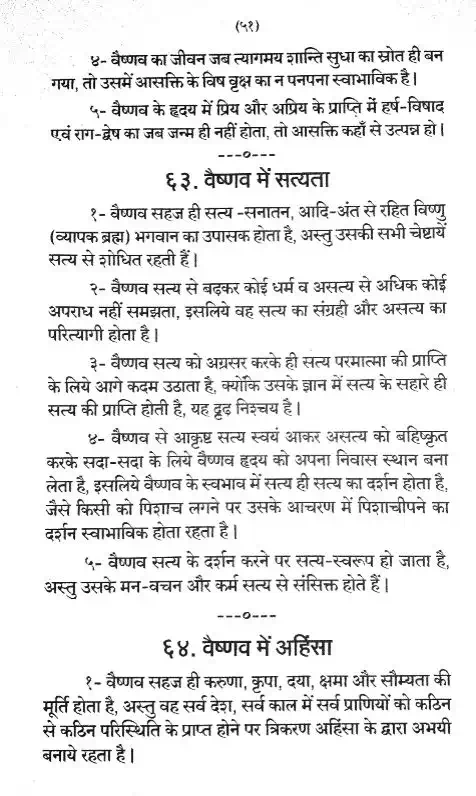 (५१)
४- वैष्णव का जीवन जब त्यागमय शान्ति सुधा का स्रोत ही बन
गया, तो उसमें आसक्ति के विष वृक्ष का न पनपना स्वाभाविक है।
५- वैष्णव के हृदय में प्रिय और अप्रिय के प्राप्ति में हर्ष-विषाद
एवं राग-द्वेष का जब जन्म ही नहीं होता, तो आसक्ति कहाँ से उत्पन्न हो।
---०---
६३. वैष्णव में सत्यता
१- वैष्णव सहज ही सत्य -सनातन, आदि-अंत से रहित विष्णु
(व्यापक ब्रह्म) भगवान का उपासक होता है, अस्तु उसकी सभी चेष्टायें
सत्य से शोधित रहती हैं।
२- वैष्णव सत्य से बढ़कर कोई धर्म व असत्य से अधिक कोई
अपराध नहीं समझता, इसलिये वह सत्य का संग्रही और असत्य का
परित्यागी होता है।
३- वैष्णव सत्य को अग्रसर करके ही सत्य परमात्मा की प्राप्ति
के लिये आगे कदम उठाता है, क्योंकि उसके ज्ञान में सत्य के सहारे ही
सत्य की प्राप्ति होती है, यह दृढ़ निश्चय है।
४- वैष्णव से आकृष्ट सत्य स्वयं आकर असत्य को बहिष्कृत
करके सदा-सदा के लिये वैष्णव हृदय को अपना निवास स्थान बना
लेता है, इसलिये वैष्णव के स्वभाव में सत्य ही सत्य का दर्शन होता है,
जैसे किसी को पिशाच लगने पर उसके आचरण में पिशाचीपने का
दर्शन स्वाभाविक होता रहता है।
५- वैष्णव सत्य के दर्शन करने पर सत्य-स्वरूप हो जाता है,
अस्तु उसके मन-वचन और कर्म सत्य से संसिक्त होते हैं।
---०---
६४. वैष्णव में अहिंसा
१- वैष्णव सहज ही करुणा, कृपा, दया, क्षमा और सौम्यता की
मूर्ति होता है, अस्तु वह सर्व देश, सर्व काल में सर्व प्राणियों को कठिन
से कठिन परिस्थिति के प्राप्त होने पर त्रिकरण अहिंसा के द्वारा अभयी
बनाये रहता है।